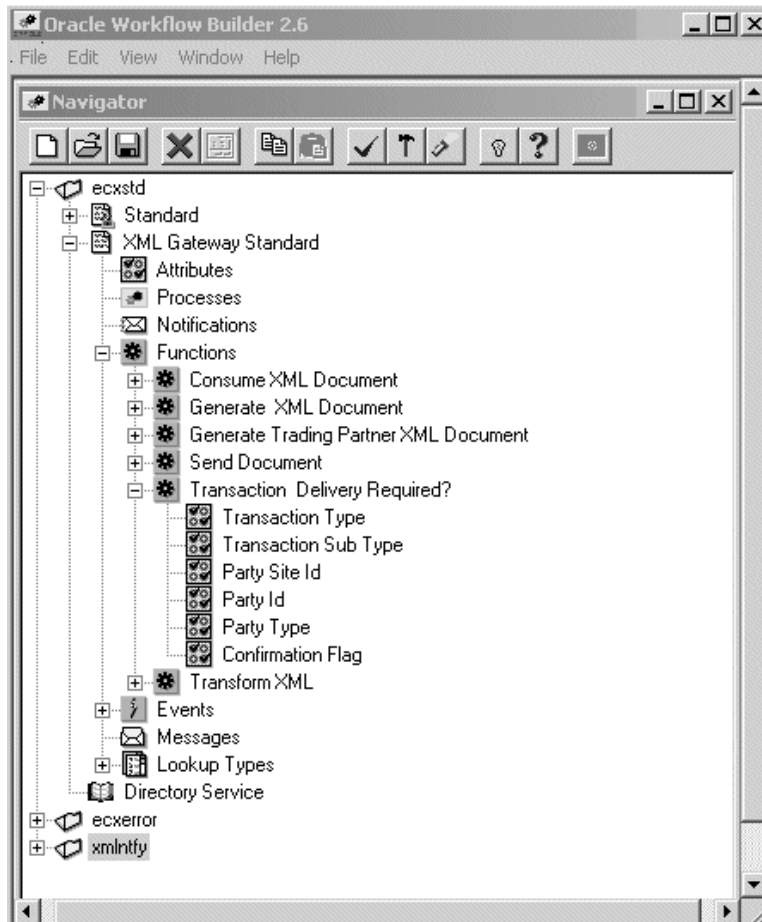 Oracle Workflow Builder 2.6
File Edit View Window Help
Navigator
ecxstd
Standard
XML Gateway Standard
Attributes
Processes
Notifications
Functions
Consume XML Document
Generate XML Document
Generate Trading Partner XML Document
Send Document
Transaction Delivery Required?
Transaction Type
Transaction Sub Type
Party Site Id
Party Id
Party Type
Confirmation Flag
Transform XML
Events
Messages
Lookup Types
Directory Service
ecxerror
xmlntfy